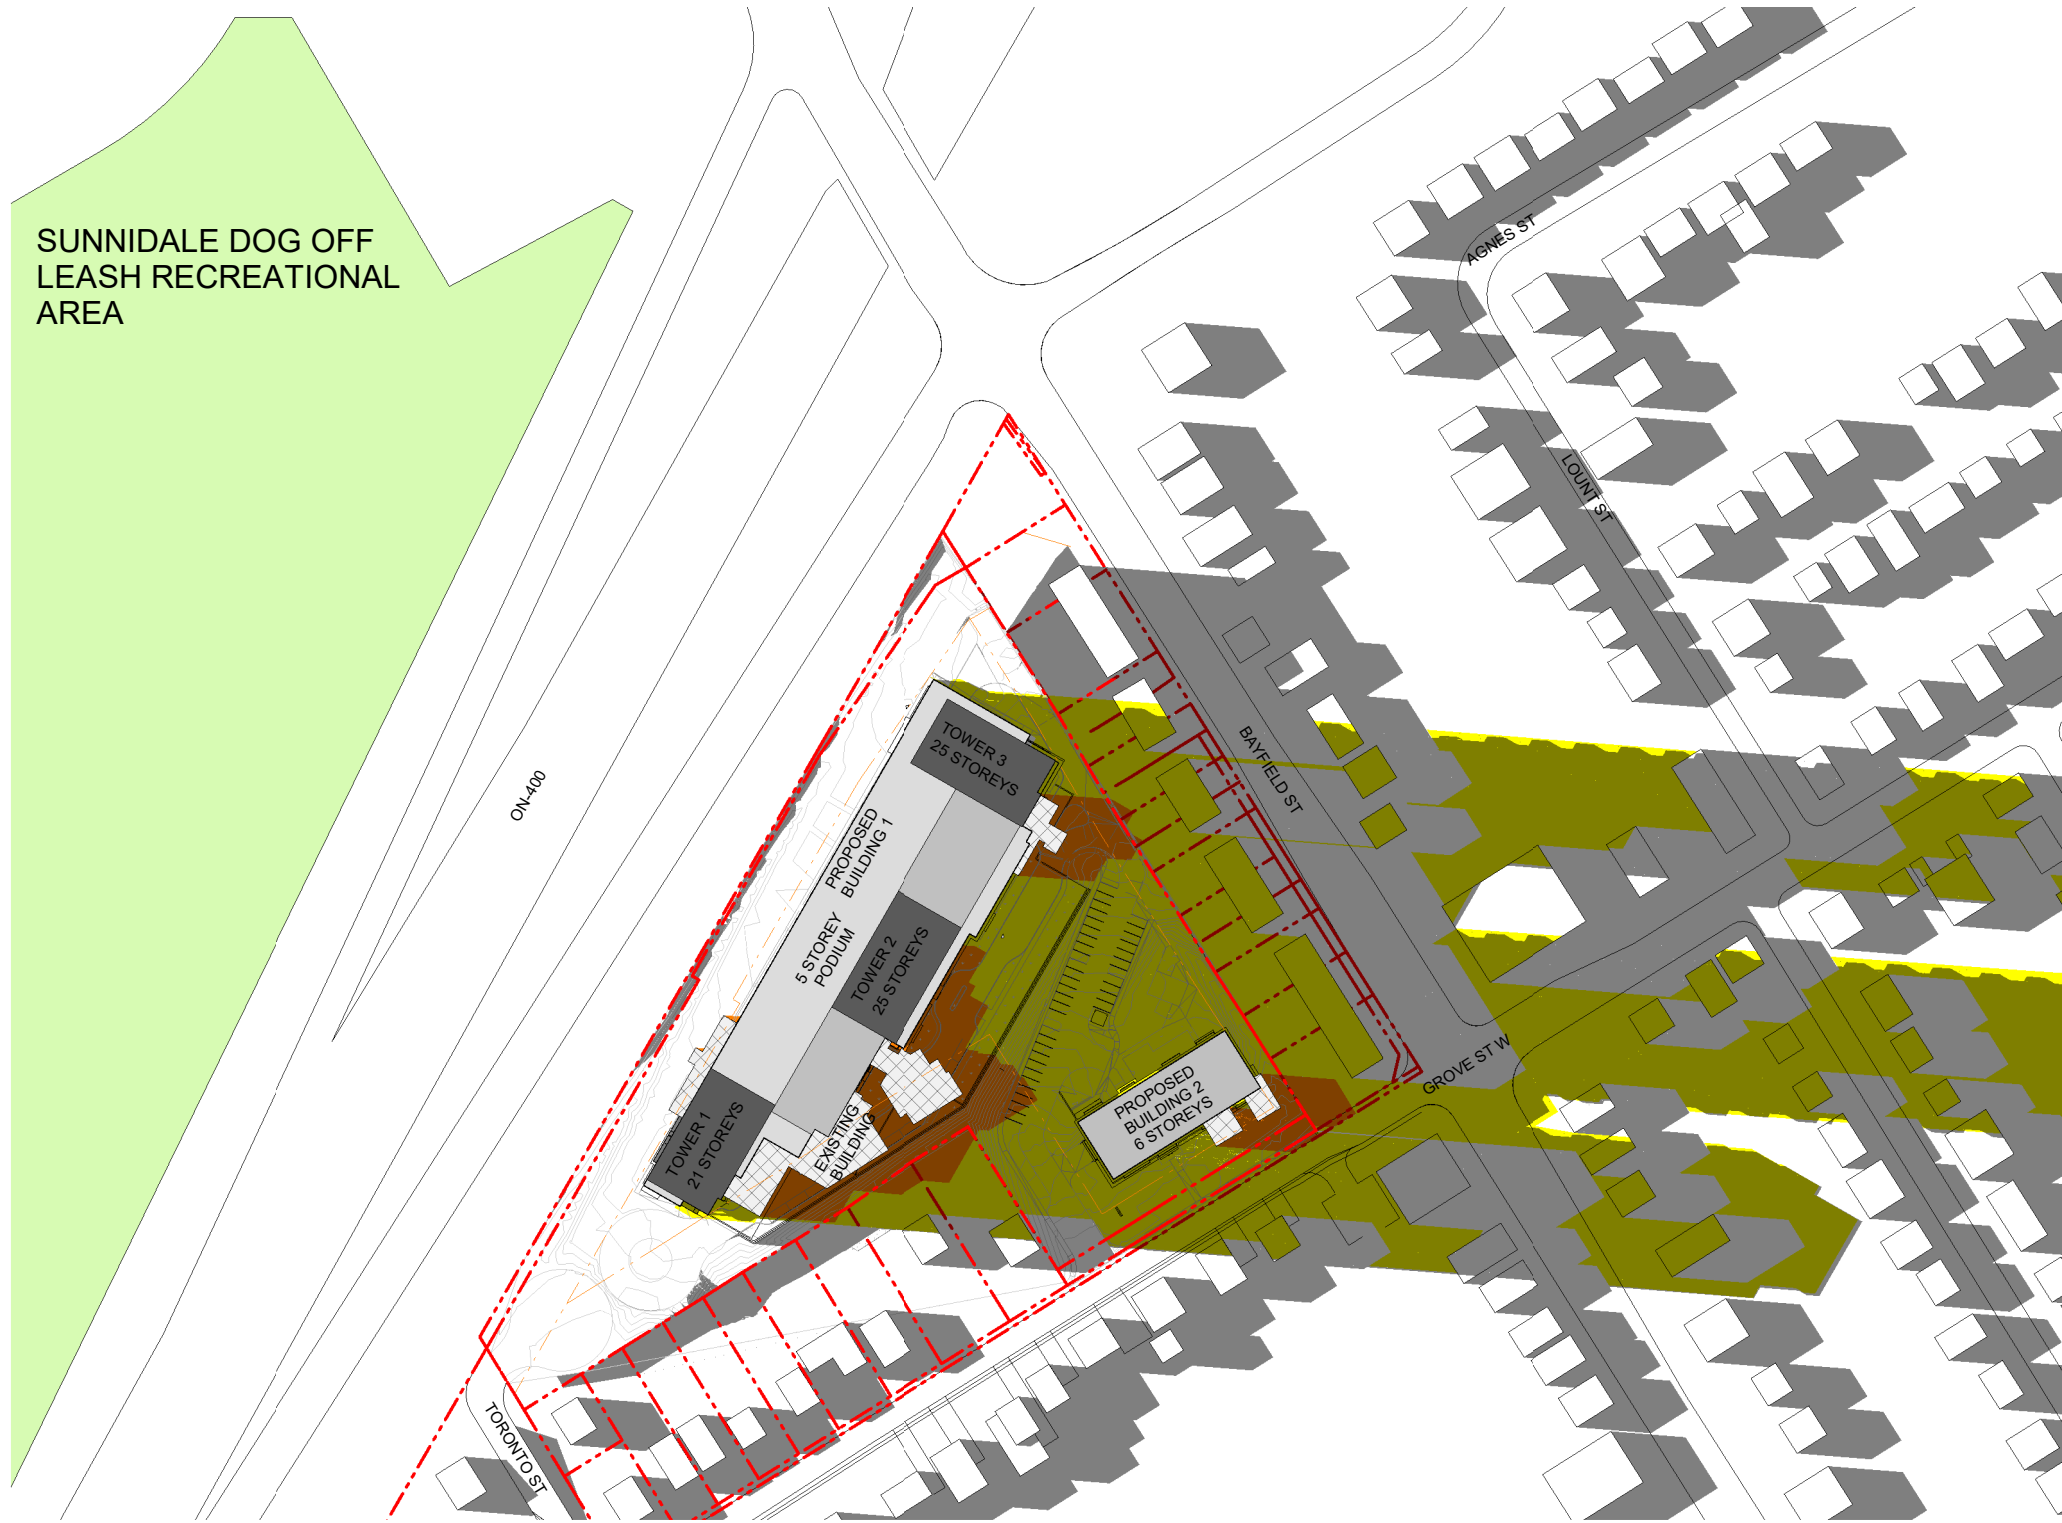 SUNNIDALE DOG OFF
LEASH RECREATIONAL
AREA
AGNES ST
LOUNT ST
BAYFIELD ST
ON-400
TOWER 3
25 STOREYS
PROPOSED
BUILDING 1
5 STOREY
PODIUM
TOWER 2
25 STOREYS
TOWER 1
21 STOREYS
EXISTING
BUILDING
PROPOSED
BUILDING 2
6 STOREYS
GROVE ST W
TORONTO ST